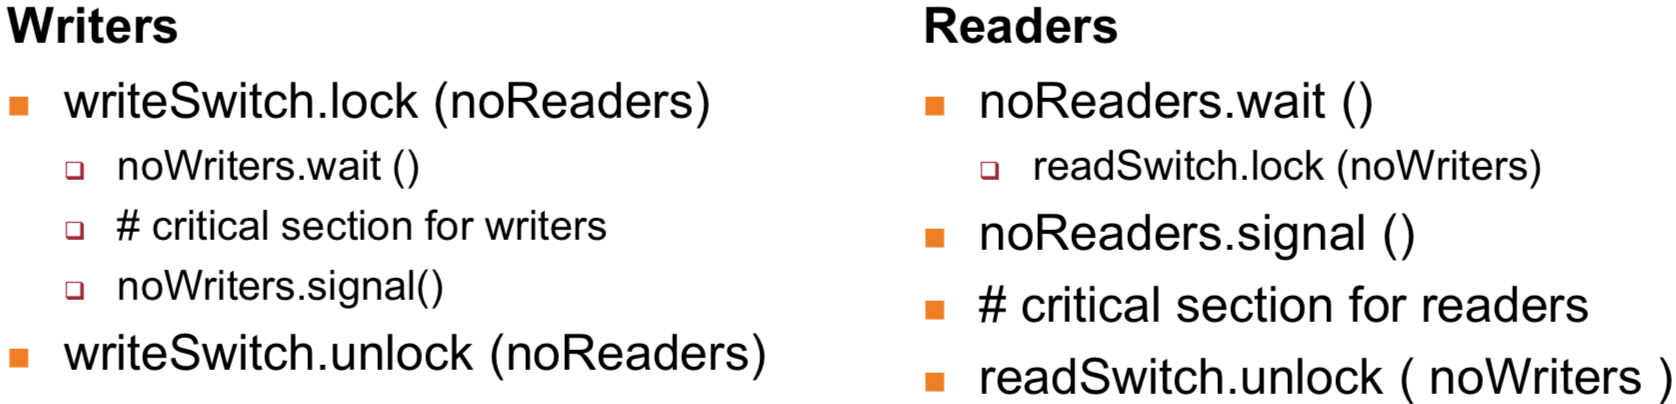 Writers
writeSwitch.lock (noReaders)
noWriters.wait ()
# critical section for writers
noWriters.signal()
writeSwitch.unlock (noReaders)
Readers
noReaders.wait ()
readSwitch.lock (noWriters)
noReaders.signal ()
# critical section for readers
readSwitch.unlock ( noWriters )